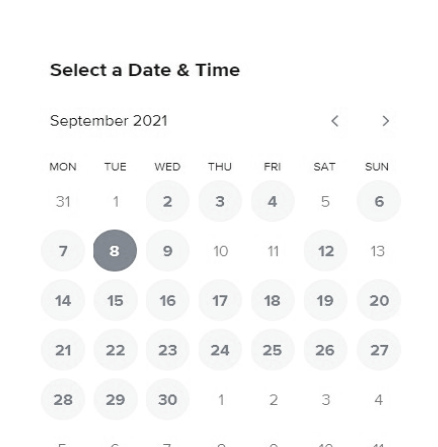 Select a Date & Time
September 2021
MON TUE WED THU FRI SAT SUN
31 1 2 3 4 5 6
7 8 9 10 11 12 13
14 15 16 17 18 19 20
21 22 23 24 25 26 27
28 29 30 1 2 3 4